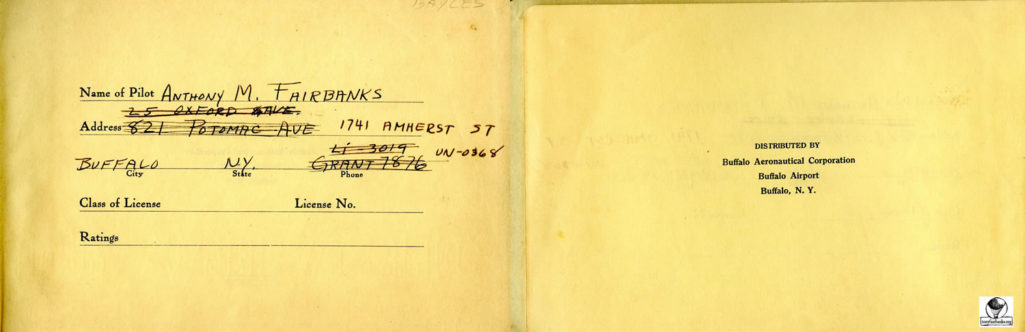 BAYLES
Name of Pilot ANTHONY M. FAIRBANKS
25 OXFORD AVE.
Address 821 POTOMAC AVE 1741 AMHERST ST
Li 3019 UN-0368
BUFFALO N.Y. GRANT 7876
City State Phone
Class of License License No.
Ratings
DISTRIBUTED BY
Buffalo Aeronautical Corporation
Buffalo Airport
Buffalo, N. Y.